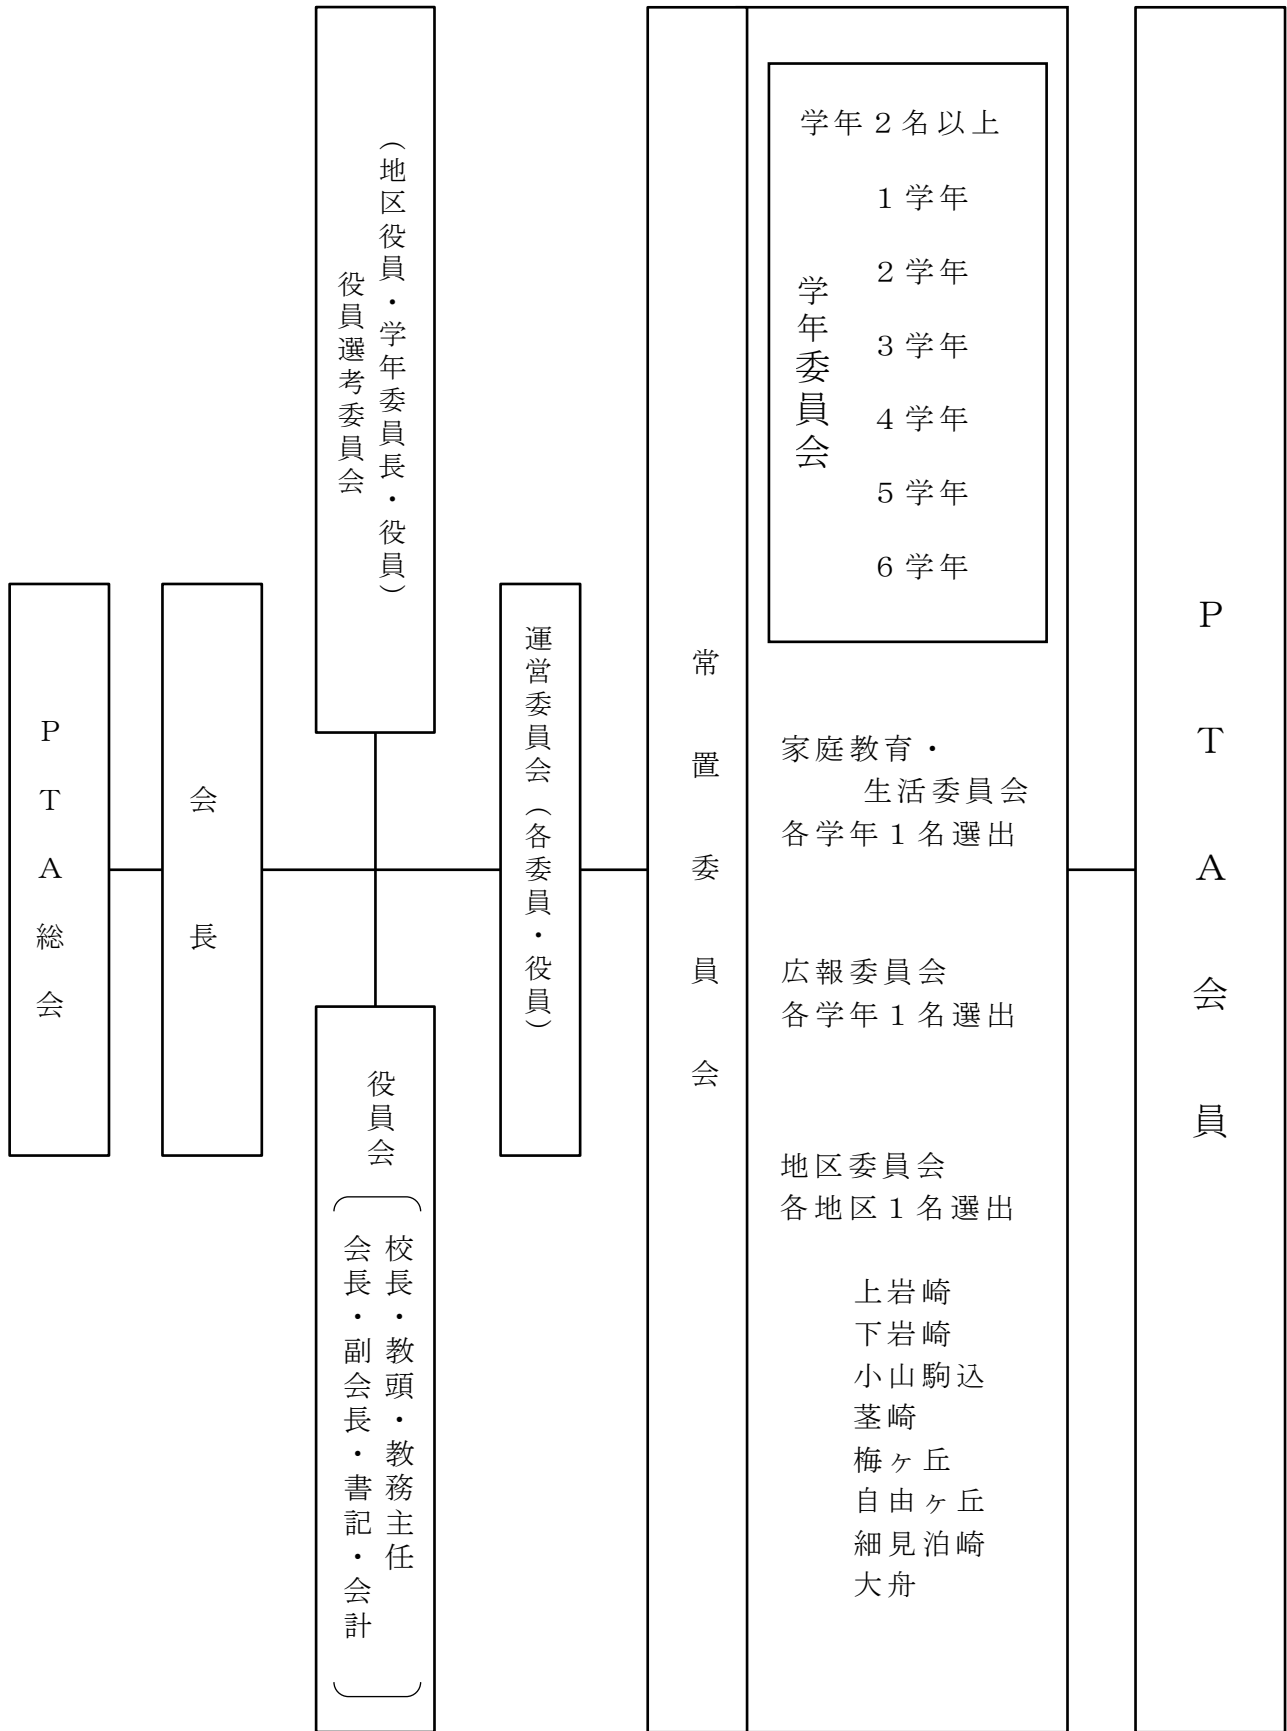 PTA総会
会長
役員選考委員会
（地区役員・学年委員長・役員）
役員会
校長・教頭・教務主任
会長・副会長・書記・会計
運営委員会（各委員・役員）
常置委員会
学年委員会
学年２名以上
１学年
２学年
３学年
４学年
５学年
６学年
家庭教育・
生活委員会
各学年１名選出
広報委員会
各学年１名選出
地区委員会
各地区１名選出
上岩崎
下岩崎
小山駒込
茎崎
梅ヶ丘
自由ヶ丘
細見泊崎
大舟
PTA会員